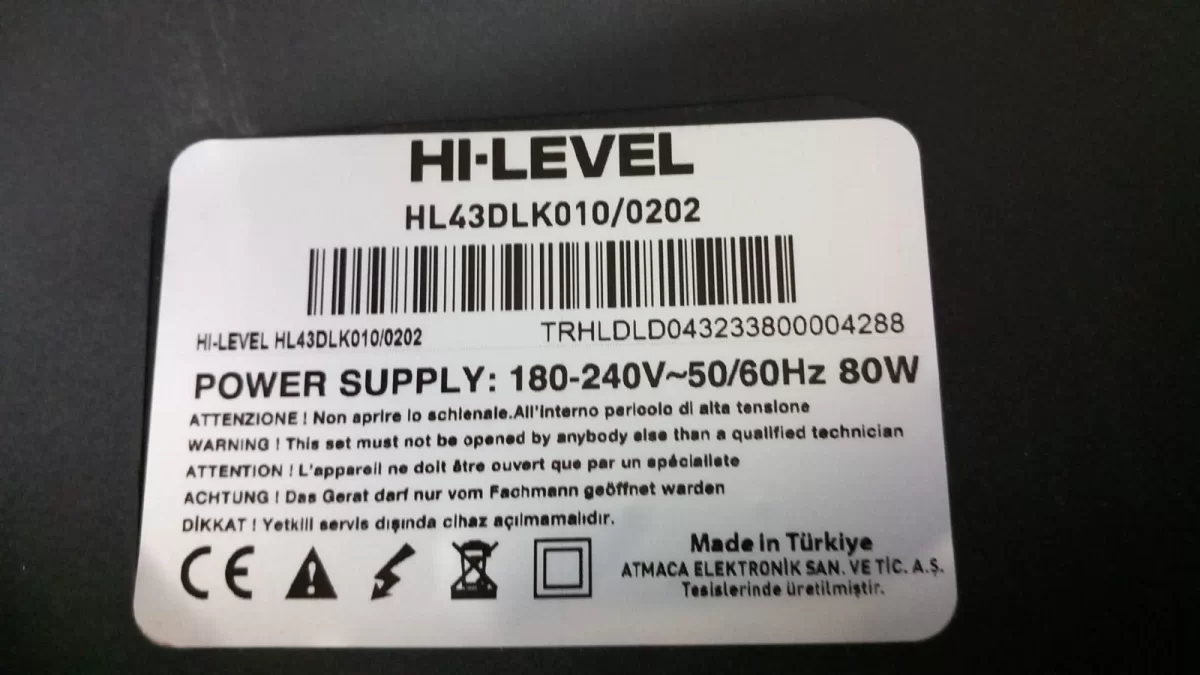 HI-LEVEL
HL43DLK010/0202
HI-LEVEL HL43DLK010/0202
TRHLDLD043233800004288
POWER SUPPLY: 180-240V~50/60Hz 80W
ATTENZIONE ! Non aprire lo schienale.All'interno pericolo di alta tensione
WARNING ! This set must not be opened by anybody else than a qualified technician
ATTENTION ! L'appareil ne doit être ouvert que par un spécialiste
ACHTUNG ! Das Gerat darf nur vom Fachmann geöffnet warden
DİKKAT ! Yetkili servis dışında cihaz açılmamalıdır.
CE
Made in Türkiye
ATMACA ELEKTRONİK SAN. VE TİC. A.Ş.
Tesislerinde üretilmiştir.